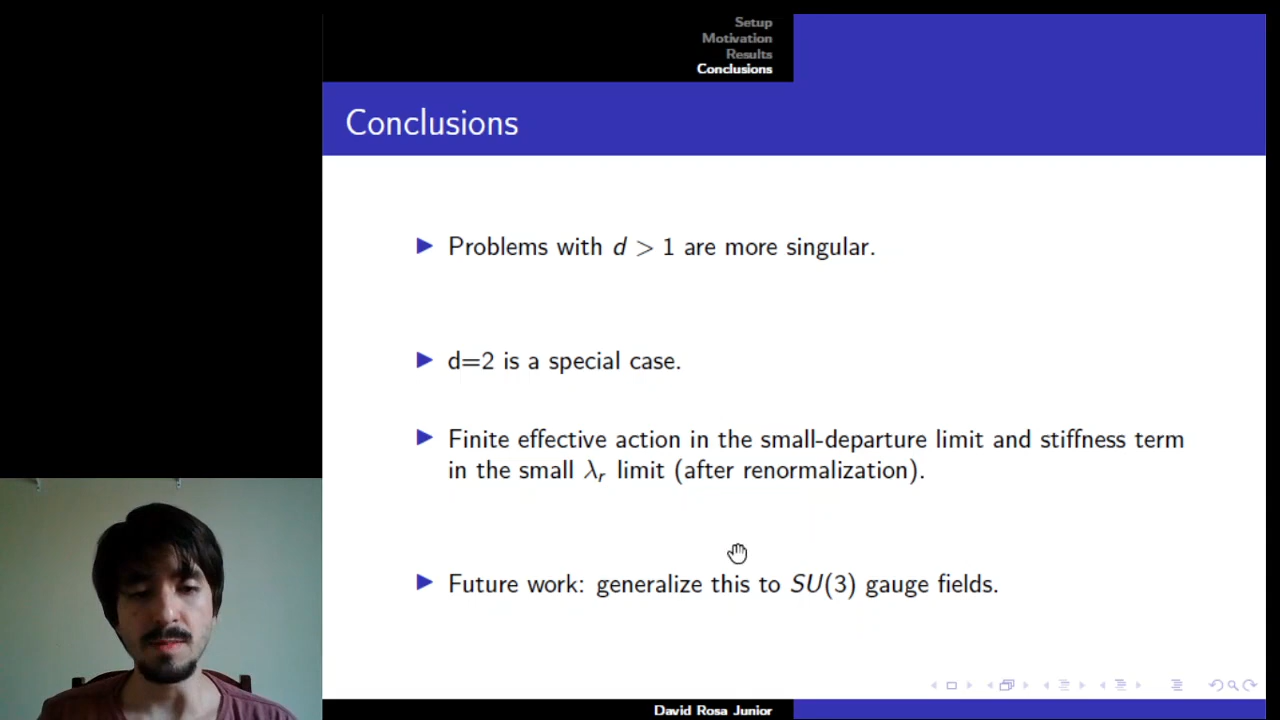 Setup
Motivation
Results
Conclusions
Conclusions
Problems with d > 1 are more singular.
d=2 is a special case.
Finite effective action in the small-departure limit and stiffness term
in the small λr limit (after renormalization).
Future work: generalize this to SU(3) gauge fields.
David Rosa Junior